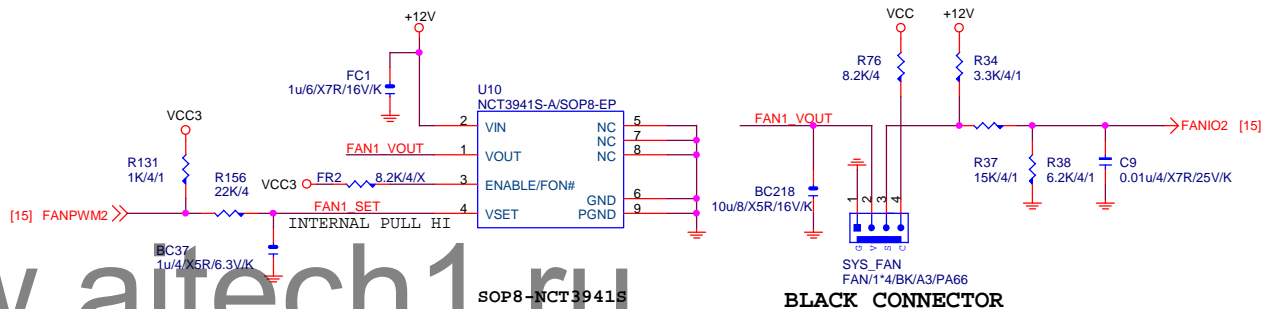 +12V
FC1
1u/6/X7R/16V/K
U10
NCT3941S-A/SOP8-EP
2 VIN NC 5
NC 7
1 VOUT NC 8
FAN1_VOUT
VCC3
R131
1K/4/1
R156
22K/4
VCC3 FR2 8.2K/4/X 3 ENABLE/FON#
GND 6
[15] FANPWM2 FAN1_SET 4 VSET PGND 9
INTERNAL PULL HI
BC37
1u/4/X5R/6.3V/K
SOP8-NCT3941S
VCC +12V
R76
8.2K/4
R34
3.3K/4/1
FAN1_VOUT
FANIO2 [15]
R37
15K/4/1
R38
6.2K/4/1
C9
0.01u/4/X7R/25V/K
BC218
10u/8/X5R/16V/K
1 2 3 4
G V S C
SYS_FAN
FAN/1*4/BK/A3/PA66
BLACK CONNECTOR
w.aitech1.ru